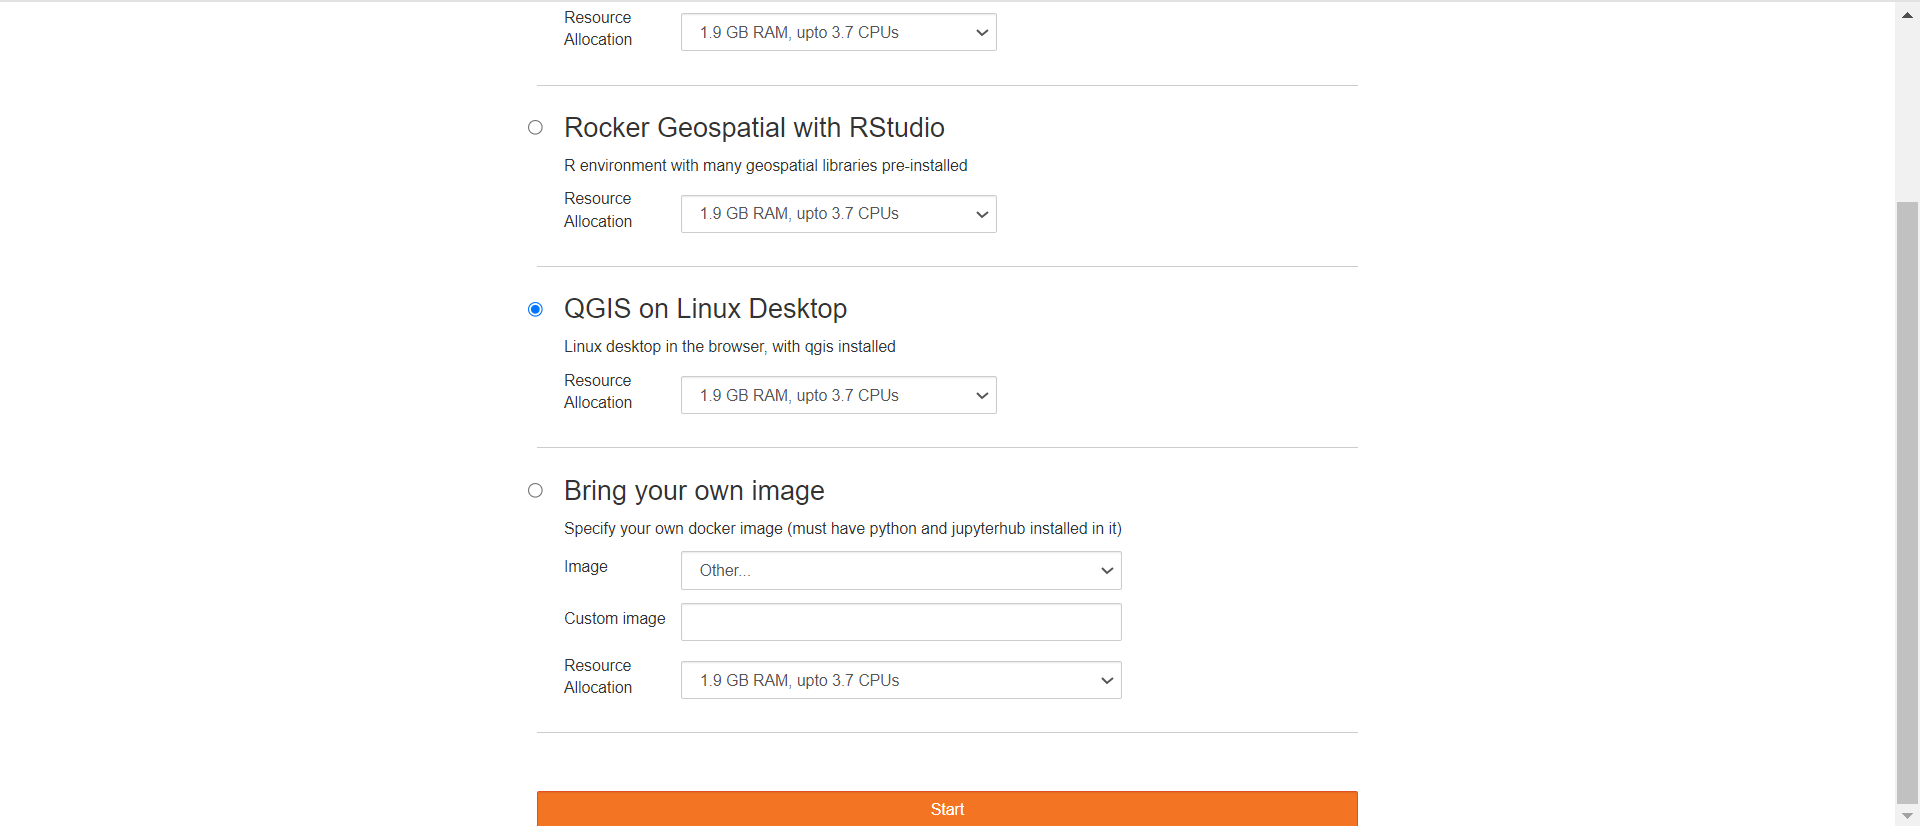 Resource
Allocation
1.9 GB RAM, upto 3.7 CPUs
Rocker Geospatial with RStudio
R environment with many geospatial libraries pre-installed
Resource
Allocation
1.9 GB RAM, upto 3.7 CPUs
QGIS on Linux Desktop
Linux desktop in the browser, with qgis installed
Resource
Allocation
1.9 GB RAM, upto 3.7 CPUs
Bring your own image
Specify your own docker image (must have python and jupyterhub installed in it)
Image
Other...
Custom image
Resource
Allocation
1.9 GB RAM, upto 3.7 CPUs
Start